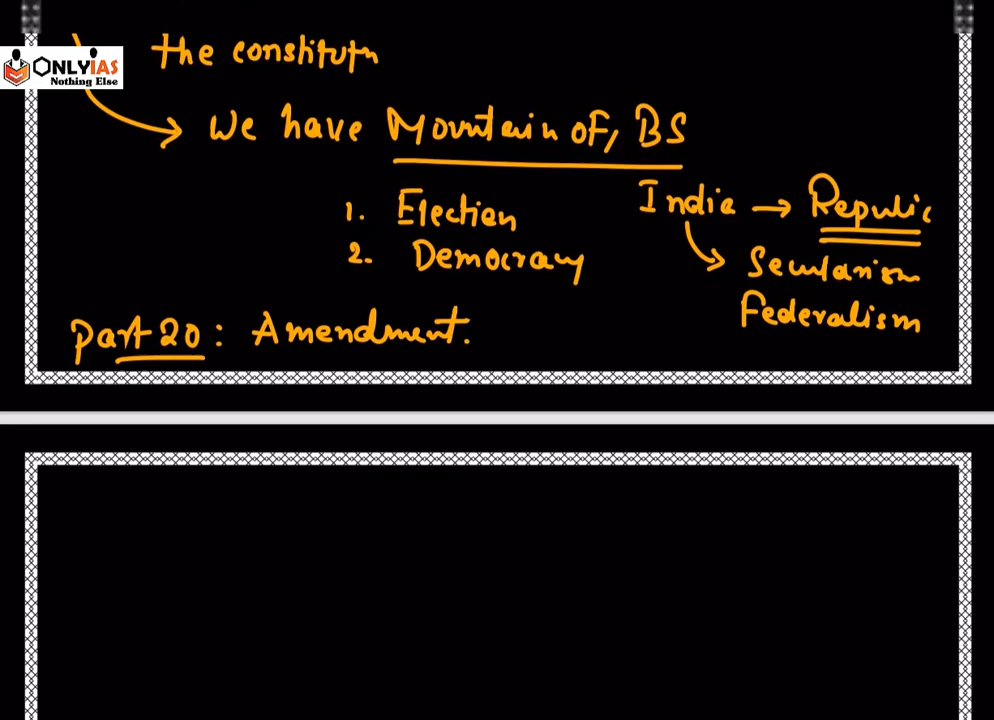 the constitutn
ONLYIAS
Nothing Else
We have Mountain of, BS
1. Election
2. Democracy
India → Repulic
Secularism
Federalism
Part 20: Amendment.